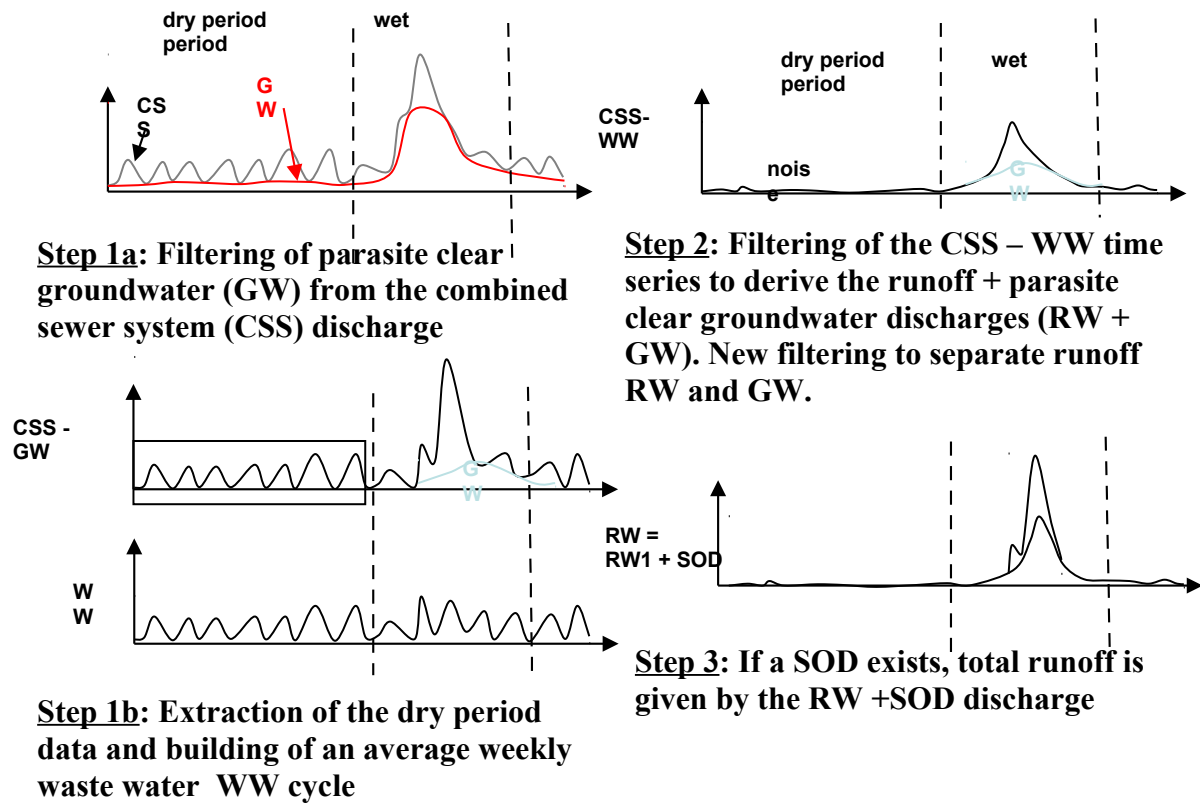 dry period
period
wet
CS
S
G
W
Step 1a: Filtering of parasite clear
groundwater (GW) from the combined
sewer system (CSS) discharge
CSS -
GW
G
W
W
W
Step 1b: Extraction of the dry period
data and building of an average weekly
waste water WW cycle
dry period
period
wet
CSS-
WW
nois
e
G
W
Step 2: Filtering of the CSS – WW time
series to derive the runoff + parasite
clear groundwater discharges (RW +
GW). New filtering to separate runoff
RW and GW.
RW =
RW1 + SOD
Step 3: If a SOD exists, total runoff is
given by the RW +SOD discharge